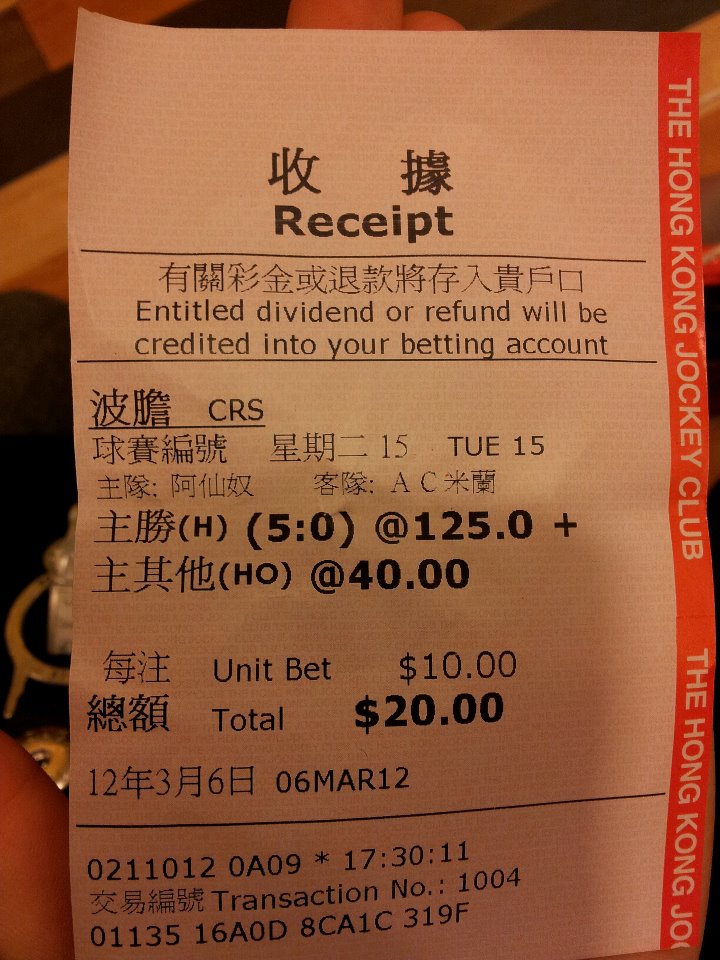 收 據
Receipt
有關彩金或退款將存入貴戶口
Entitled dividend or refund will be
credited into your betting account
波膽 CRS
球賽編號 星期二 15 TUE 15
主隊: 阿仙奴 客隊: A C 米蘭
主勝(H) (5:0) @125.0 +
主其他(HO) @40.00
每注 Unit Bet $10.00
總額 Total $20.00
12年3月6日 06MAR12
0211012 0A09 * 17:30:11
交易編號 Transaction No.: 1004
01135 16A0D 8CA1C 319F
THE HONG KONG JOCKEY CLUB
THE HONG KONG JOC